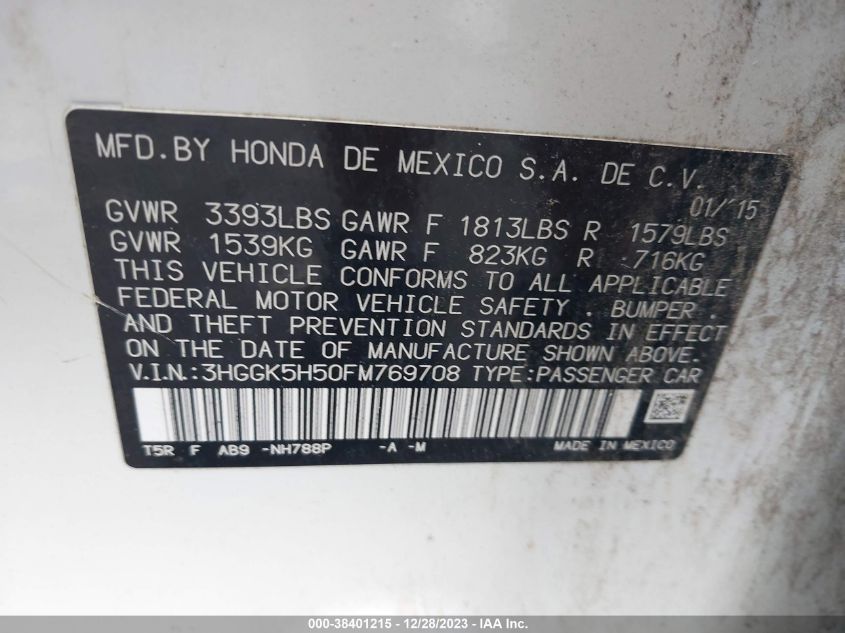 MFD.BY HONDA DE MEXICO S.A. DE C.V.
01/'15
GVWR 3393LBS GAWR F 1813LBS R 1579LBS
GVWR 1539KG GAWR F 823KG R 716KG
THIS VEHICLE CONFORMS TO ALL APPLICABLE
FEDERAL MOTOR VEHICLE SAFETY . BUMPER .
AND THEFT PREVENTION STANDARDS IN EFFECT
ON THE DATE OF MANUFACTURE SHOWN ABOVE.
V.I.N.:3HGGK5H50FM769708 TYPE:PASSENGER CAR
T5R F AB9 -NH788P -A -M MADE IN MEXICO
000-38401215 - 12/28/2023 - IAA Inc.